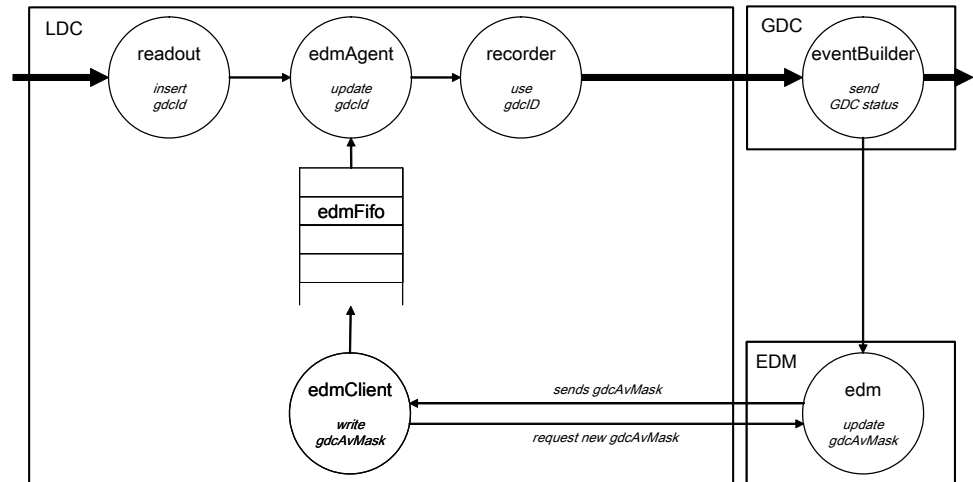 LDC
GDC
readout
insert
gdcId
edmAgent
update
gdcId
recorder
use
gdcID
eventBuilder
send
GDC status
edmFifo
edmClient
write
gdcAvMask
sends gdcAvMask
request new gdcAvMask
EDM
edm
update
gdcAvMask